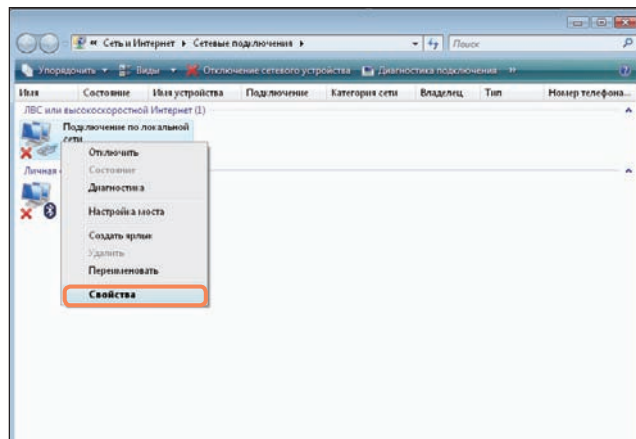 « Сеть и Интернет ▸ Сетевые подключения ▸ Поиск
Упорядочить Виды Отключение сетевого устройства Диагностика подключения »
Имя Состояние Имя устройства Подключение Категория сети Владелец Тип Номер телефона...
ЛВС или высокоскоростной Интернет (1)
Подключение по локальной
сети
Отключить
Состояние
Личная
Диагностика
Настройка моста
Создать ярлык
Удалить
Переименовать
Свойства